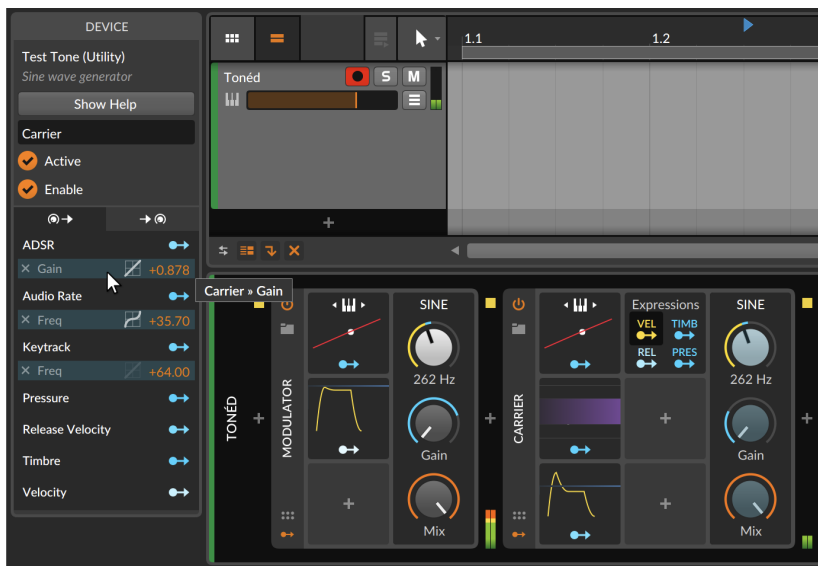 DEVICE
Test Tone (Utility)
Sine wave generator
Show Help
Carrier
Active
Enable
ADSR
Gain +0.878
Audio Rate
Freq +35.70
Keytrack
Freq +64.00
Pressure
Release Velocity
Timbre
Velocity
1.1 1.2
Tonéd S M
Carrier » Gain
TONÉD
MODULATOR
SINE
262 Hz
Gain
Mix
CARRIER
Expressions
VEL TIMB
REL PRES
SINE
262 Hz
Gain
Mix